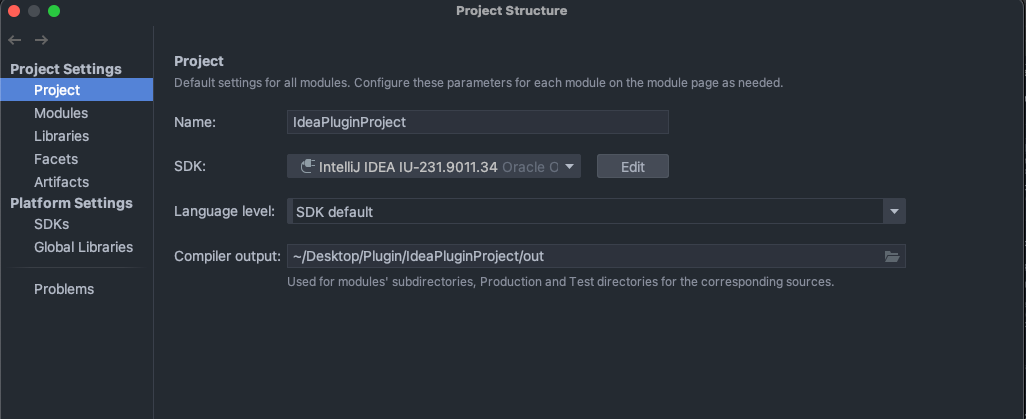 Project Structure
Project Settings
Project
Modules
Libraries
Facets
Artifacts
Platform Settings
SDKs
Global Libraries
Problems
Project
Default settings for all modules. Configure these parameters for each module on the module page as needed.
Name: IdeaPluginProject
SDK: IntelliJ IDEA IU-231.9011.34 Oracle O Edit
Language level: SDK default
Compiler output: ~/Desktop/Plugin/IdeaPluginProject/out
Used for modules' subdirectories, Production and Test directories for the corresponding sources.